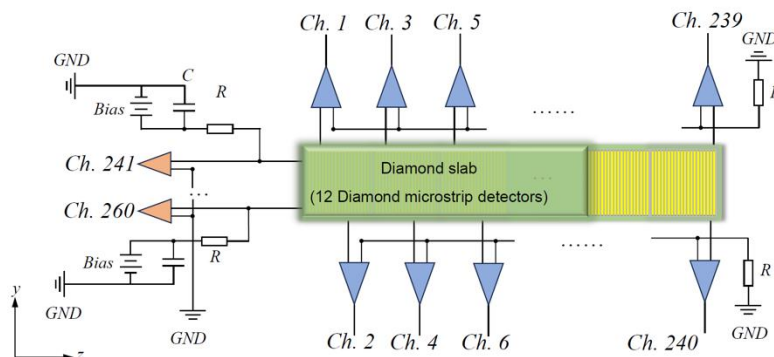 Ch. 1 Ch. 3 Ch. 5 Ch. 239
GND
GND
C
R
Bias
......
Ch. 241
Diamond slab
...
(12 Diamond microstrip detectors)
...
Ch. 260
R
Bias
......
R
GND
GND
GND
y
Ch. 2 Ch. 4 Ch. 6 Ch. 240